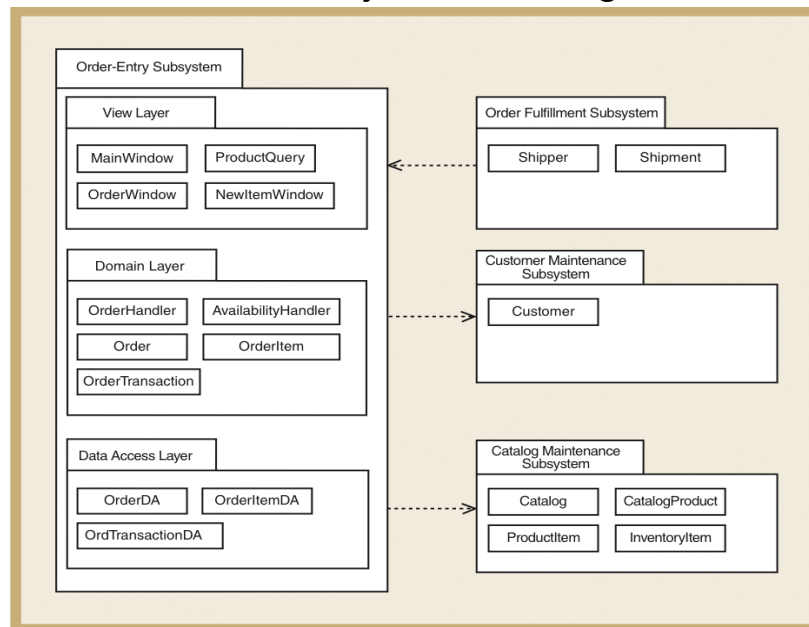 Order-Entry Subsystem
View Layer
MainWindow
ProductQuery
OrderWindow
NewItemWindow
Domain Layer
OrderHandler
AvailabilityHandler
Order
OrderItem
OrderTransaction
Data Access Layer
OrderDA
OrderItemDA
OrdTransactionDA
Order Fulfillment Subsystem
Shipper
Shipment
Customer Maintenance
Subsystem
Customer
Catalog Maintenance
Subsystem
Catalog
CatalogProduct
ProductItem
InventoryItem